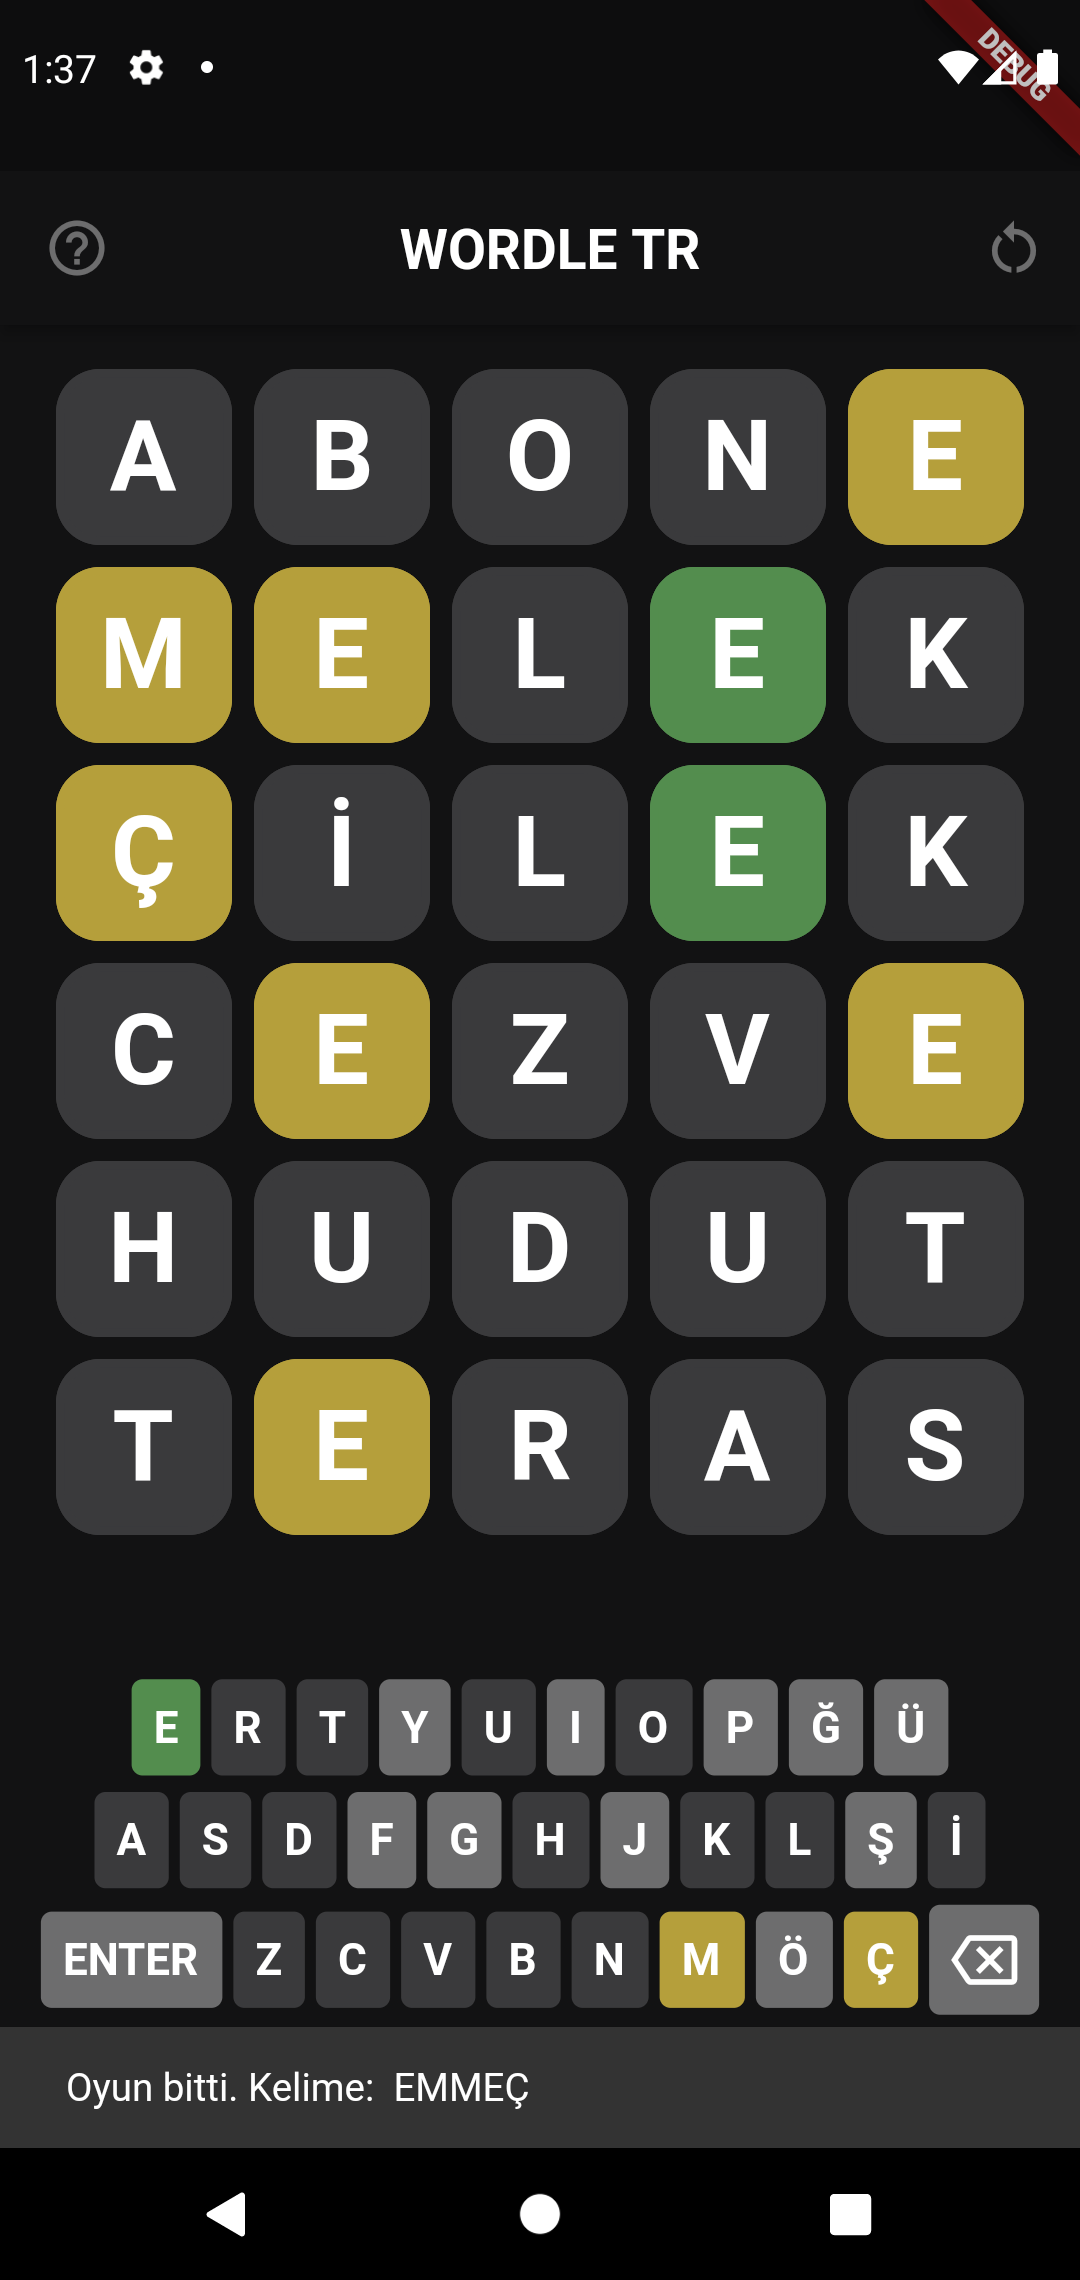 1:37
DEBUG
WORDLE TR
A B O N E
M E L E K
Ç İ L E K
C E Z V E
H U D U T
T E R A S
E R T Y U I O P Ğ Ü
A S D F G H J K L Ş İ
ENTER Z C V B N M Ö Ç
Oyun bitti. Kelime: EMMEÇ